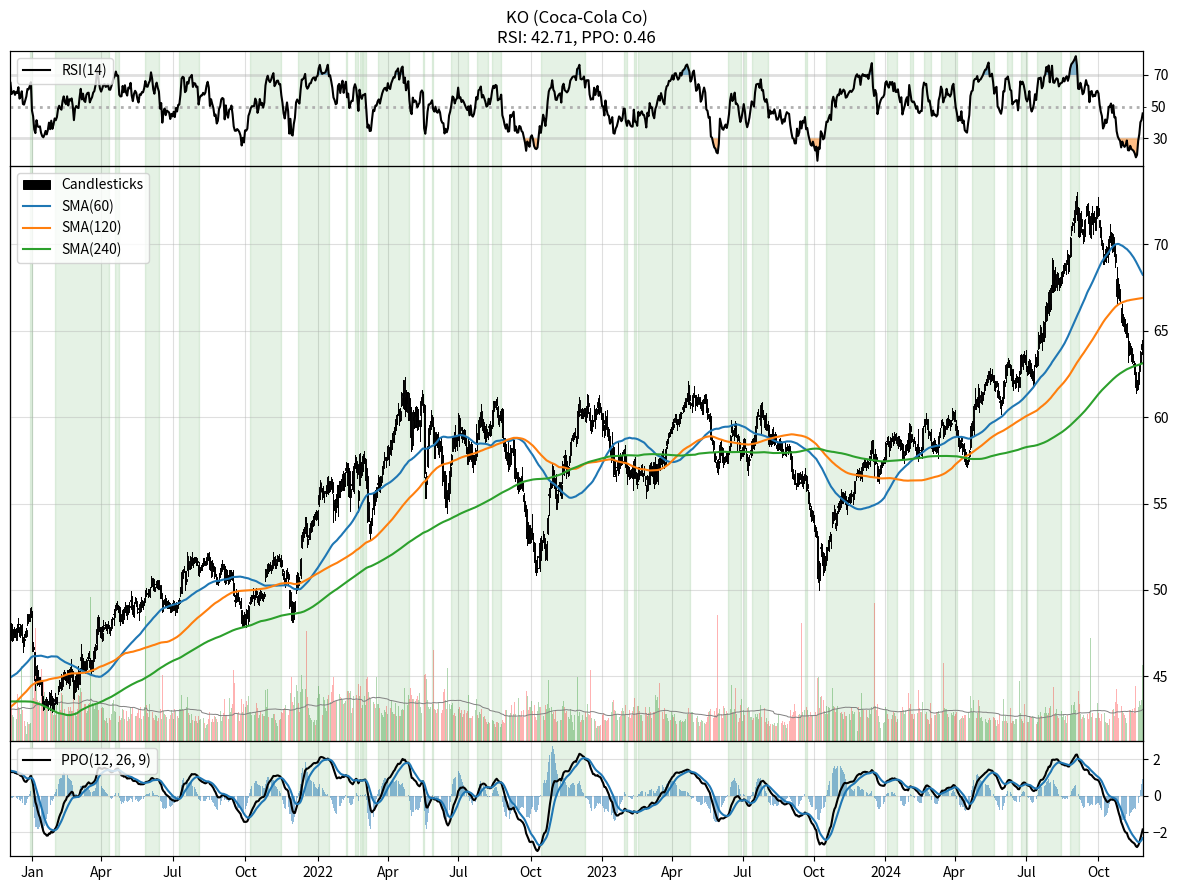 KO (Coca-Cola Co)
RSI: 42.71, PPO: 0.46
RSI(14)
70
50
30
Candlesticks
SMA(60)
SMA(120)
SMA(240)
70
65
60
55
50
45
PPO(12, 26, 9)
2
0
−2
Jan Apr Jul Oct 2022 Apr Jul Oct 2023 Apr Jul Oct 2024 Apr Jul Oct